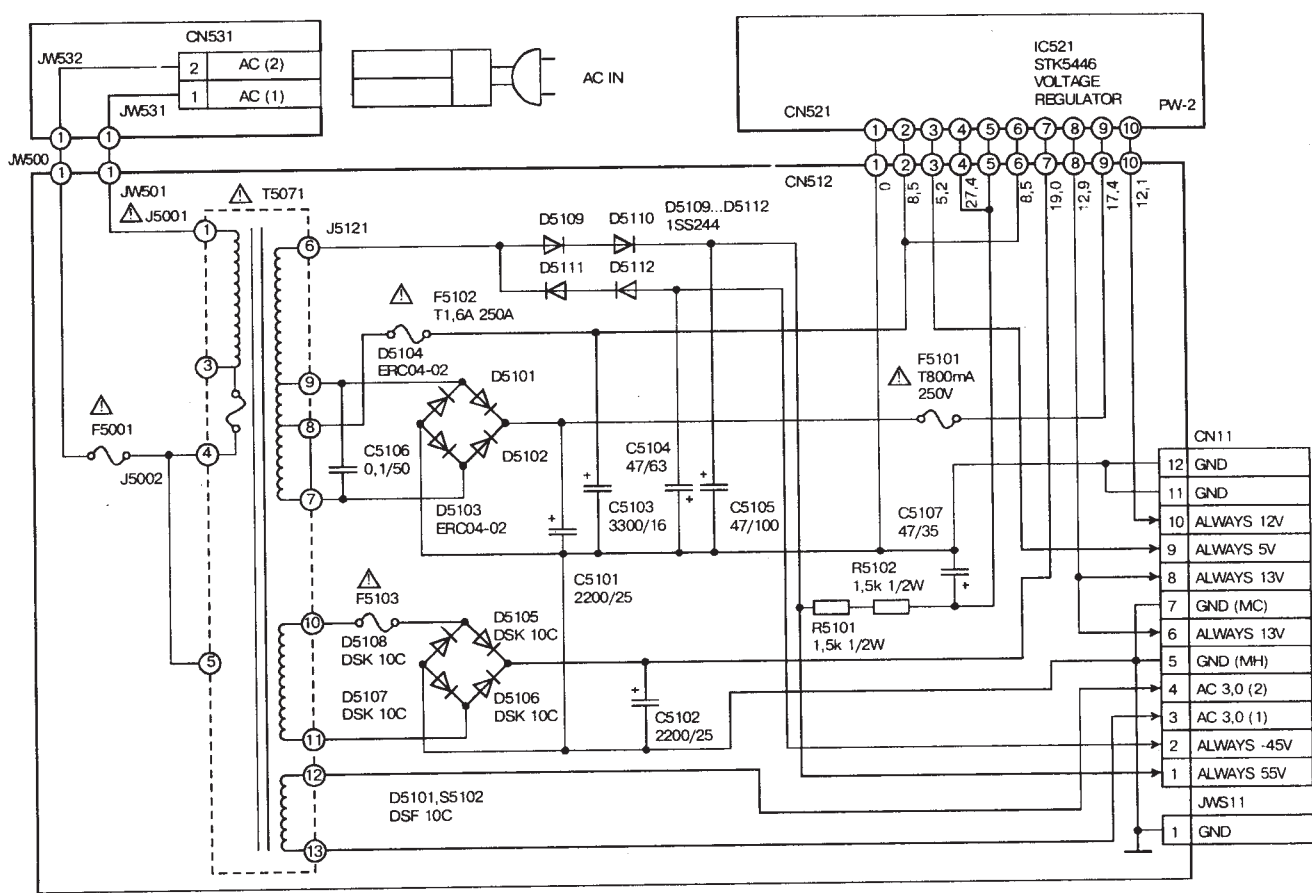 CN531
JW532
2 AC (2)
1 AC (1)
JW531
AC IN
IC521
STK5446
VOLTAGE
REGULATOR
PW-2
CN521
1 2 3 4 5 6 7 8 9 10
1 1
JW500
1 1
JW501
CN512
1 2 3 4 5 6 7 8 9 10
0 8,5 5,2 27,4 8,5 19,0 12,9 17,4 12,1
T5071
J5001
J5121
1
6
D5109
D5110
D5109...D5112
1SS244
D5111
D5112
F5102
T1,6A 250A
D5104
ERC04-02
3
9
D5101
F5101
T800mA
250V
F5001
8
4
J5002
C5106
0,1/50
D5102
7
D5103
ERC04-02
C5104
47/63
+
C5103
3300/16
+
+
C5105
47/100
+
C5107
47/35
+
C5101
2200/25
R5102
1,5k 1/2W
R5101
1,5k 1/2W
F5103
10
D5108
DSK 10C
D5105
DSK 10C
5
D5107
DSK 10C
D5106
DSK 10C
+
C5102
2200/25
11
12
D5101,S5102
DSF 10C
13
CN11
12 GND
11 GND
10 ALWAYS 12V
9 ALWAYS 5V
8 ALWAYS 13V
7 GND (MC)
6 ALWAYS 13V
5 GND (MH)
4 AC 3,0 (2)
3 AC 3,0 (1)
2 ALWAYS -45V
1 ALWAYS 55V
JWS11
1 GND